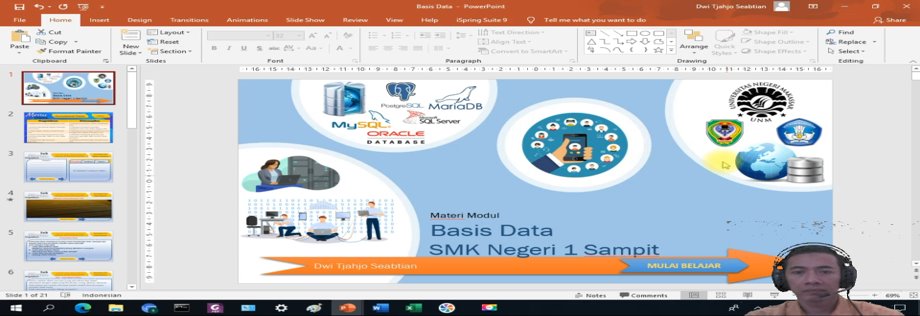 Basis Data - PowerPoint
Dwi Tjahjo Seabtian
File
Home
Insert
Design
Transitions
Animations
Slide Show
Review
View
Help
iSpring Suite 9
Tell me what you want to do
Share
Paste
Cut
Copy
Format Painter
Clipboard
New Slide
Layout
Reset
Section
Slides
Font
Text Direction
Align Text
Convert to SmartArt
Paragraph
Arrange
Quick Styles
Shape Fill
Shape Outline
Shape Effects
Drawing
Find
Replace
Select
Editing
1
2
3
4
5
6
PostgreSQL
MariaDB
MySQL
SQL Server
ORACLE
DATABASE
UNIVERSITAS NEGERI MAKASSAR
UNM
Materi Modul
Basis Data
SMK Negeri 1 Sampit
Dwi Tjahjo Seabtian
MULAI BELAJAR
Slide 1 of 21
Indonesian
Notes
Comments
69%